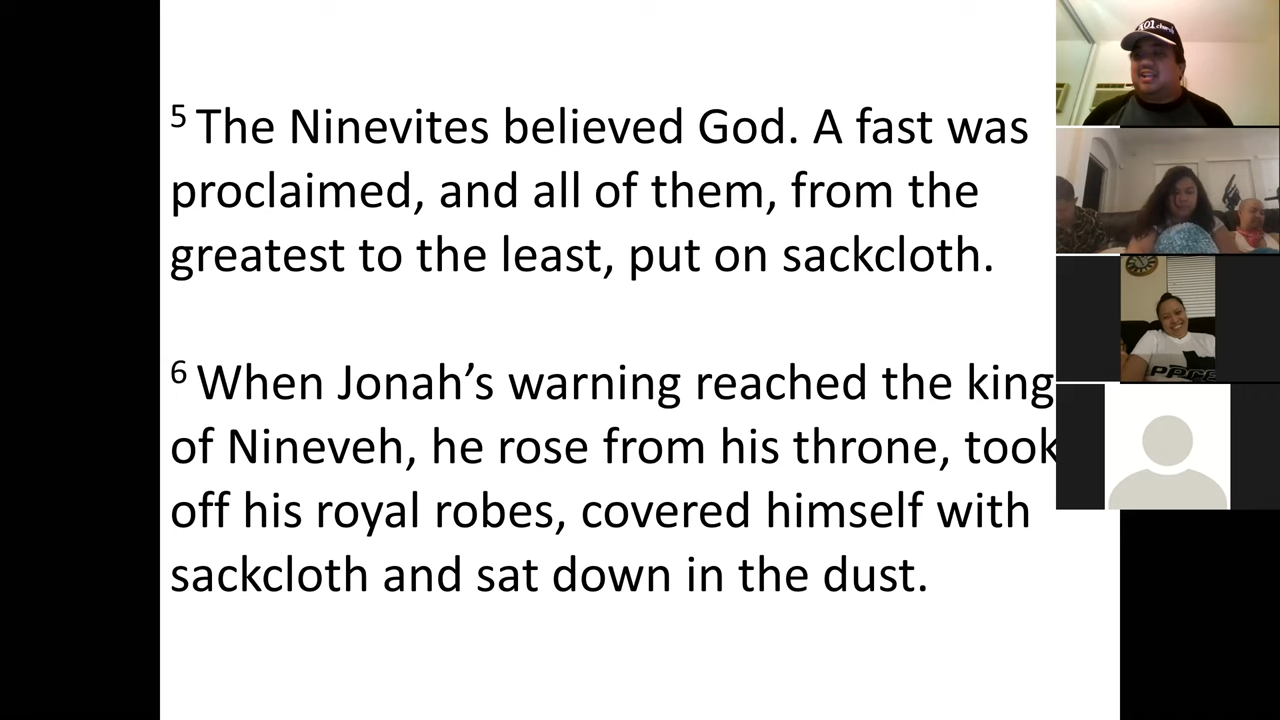 5 The Ninevites believed God. A fast was
proclaimed, and all of them, from the
greatest to the least, put on sackcloth.
6 When Jonah’s warning reached the king
of Nineveh, he rose from his throne, took
off his royal robes, covered himself with
sackcloth and sat down in the dust.